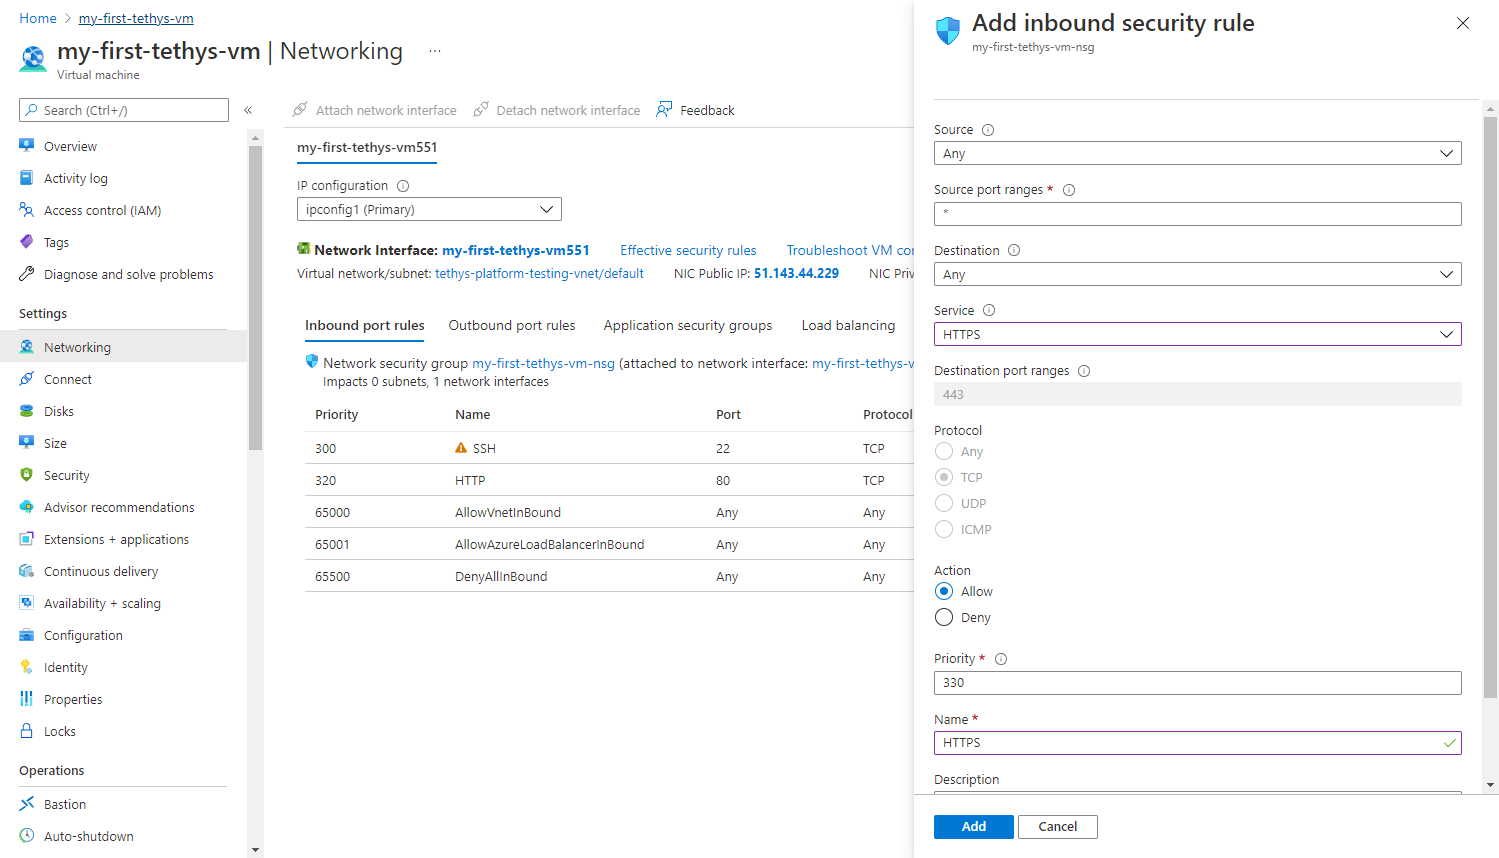 Home > my-first-tethys-vm
my-first-tethys-vm | Networking ...
Virtual machine
Search (Ctrl+/)
«
Overview
Activity log
Access control (IAM)
Tags
Diagnose and solve problems
Settings
Networking
Connect
Disks
Size
Security
Advisor recommendations
Extensions + applications
Continuous delivery
Availability + scaling
Configuration
Identity
Properties
Locks
Operations
Bastion
Auto-shutdown
Attach network interface Detach network interface Feedback
my-first-tethys-vm551
IP configuration
ipconfig1 (Primary)
Network Interface: my-first-tethys-vm551 Effective security rules Troubleshoot VM
Virtual network/subnet: tethys-platform-testing-vnet/default NIC Public IP: 51.143.44.229 NIC
Inbound port rules Outbound port rules Application security groups Load balancing
Network security group my-first-tethys-vm-nsg (attached to network interface: my-first-tethys-v
Impacts 0 subnets, 1 network interfaces
Priority Name Port Protocol
300 SSH 22 TCP
320 HTTP 80 TCP
65000 AllowVnetInBound Any Any
65001 AllowAzureLoadBalancerInBound Any Any
65500 DenyAllInBound Any Any
Add inbound security rule
my-first-tethys-vm-nsg
Source
Any
Source port ranges *
*
Destination
Any
Service
HTTPS
Destination port ranges
443
Protocol
Any
TCP
UDP
ICMP
Action
Allow
Deny
Priority *
330
Name *
HTTPS
Description
Add Cancel